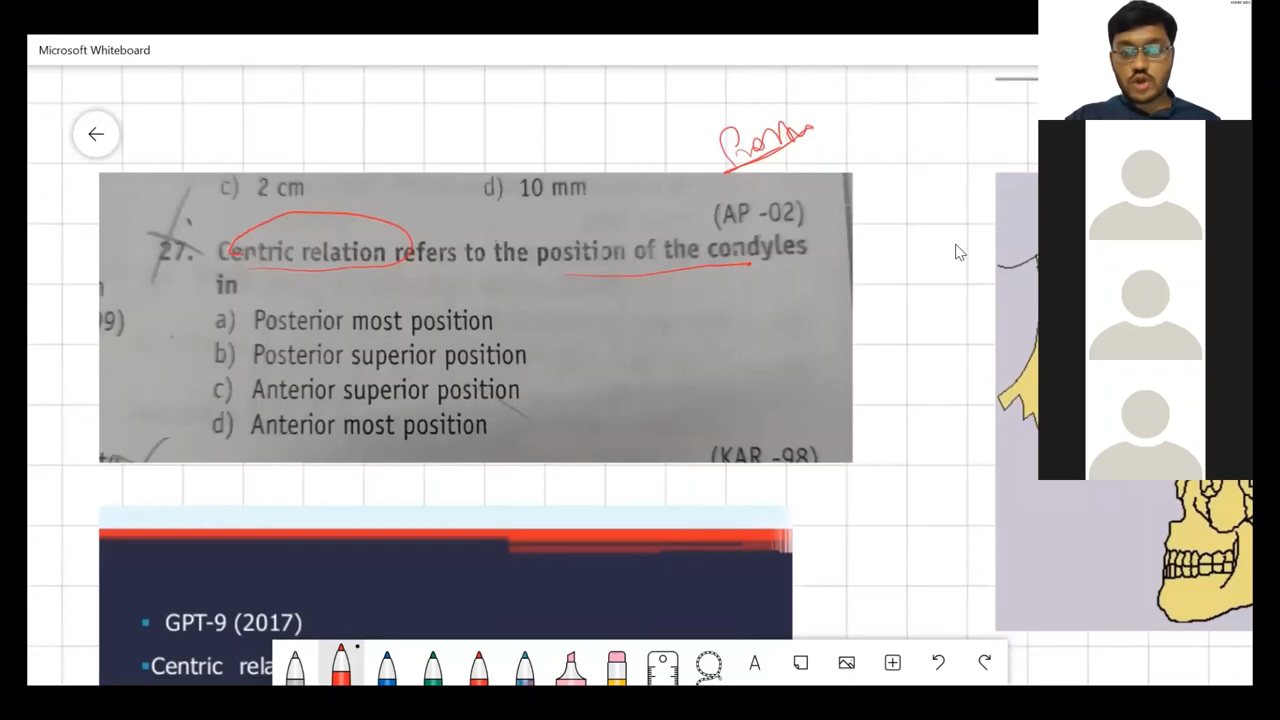 Microsoft Whiteboard
c) 2 cm d) 10 mm
(AP -02)
27. Centric relation refers to the position of the condyles
in
a) Posterior most position
b) Posterior superior position
c) Anterior superior position
d) Anterior most position
(KAR -98)
9)
GPT-9 (2017)
Centric rela
A